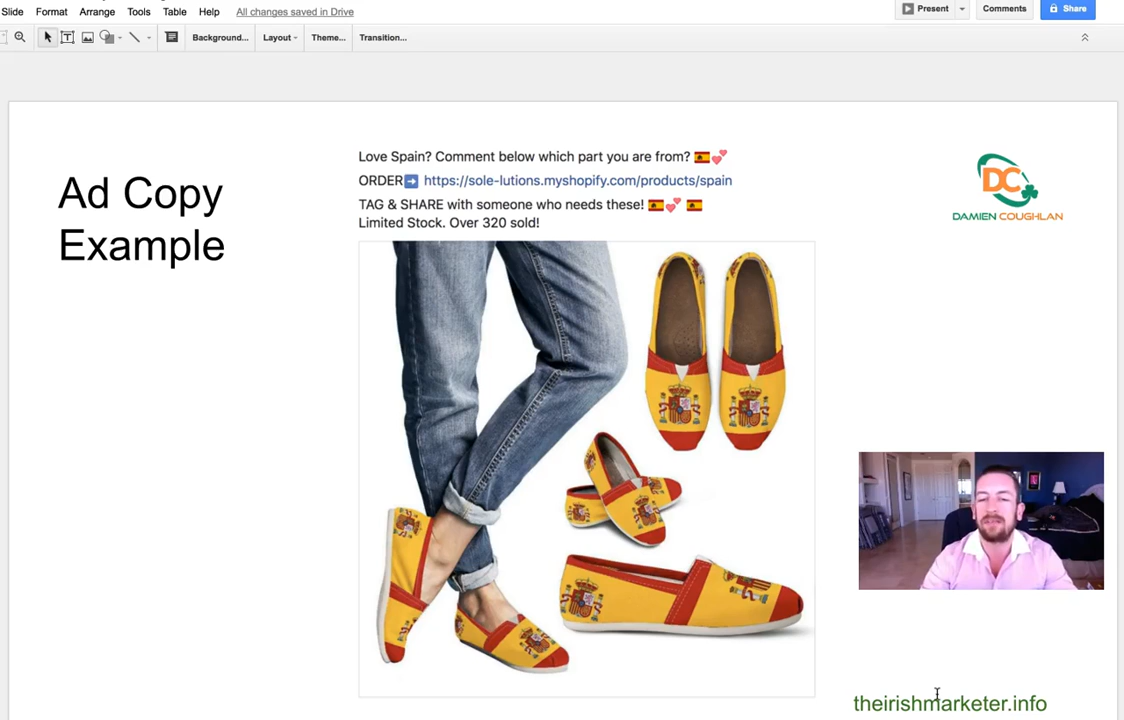 Slide Format Arrange Tools Table Help All changes saved in Drive
Present Comments Share
Background... Layout Theme... Transition...
Ad Copy
Example
Love Spain? Comment below which part you are from? 🇪🇸💕
ORDER➡️ https://sole-lutions.myshopify.com/products/spain
TAG & SHARE with someone who needs these! 🇪🇸💕 🇪🇸
Limited Stock. Over 320 sold!
DC
DAMIEN COUGHLAN
theirishmarketer.info